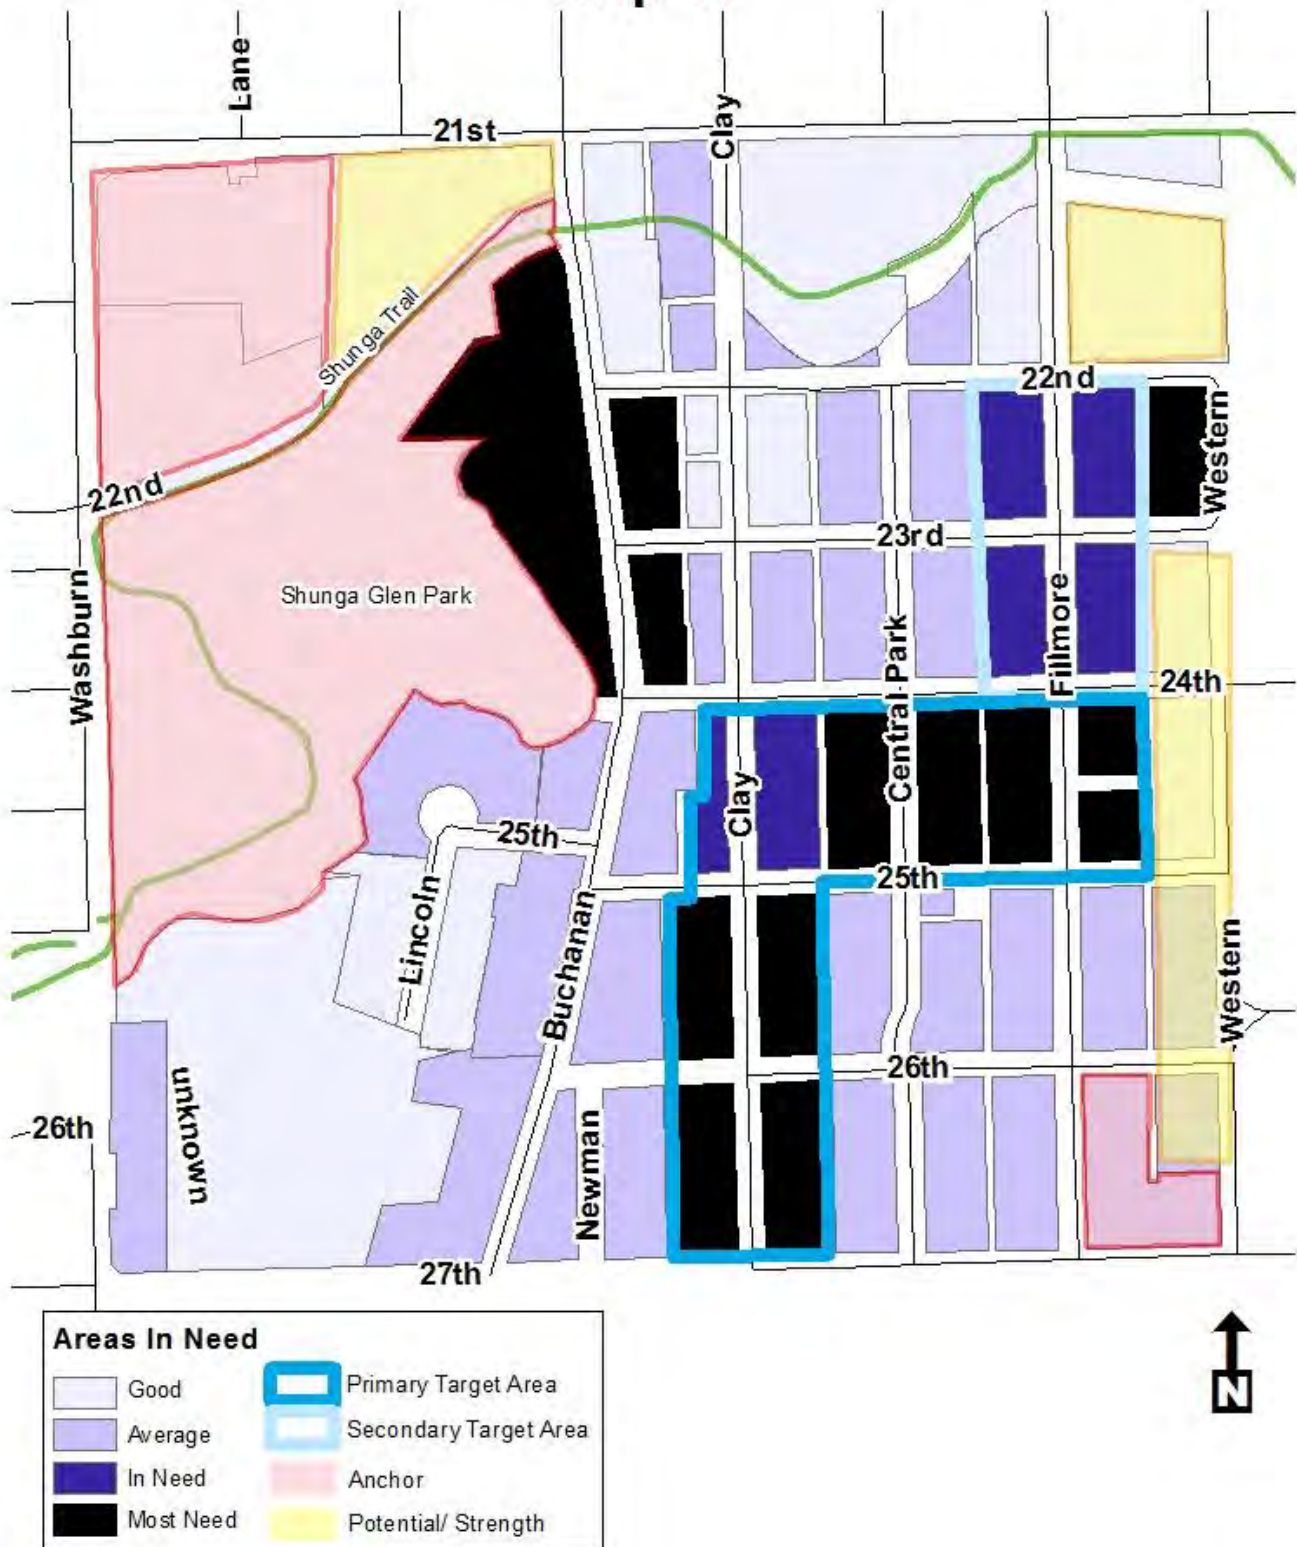 Lane
Clay
21st
Shunga Trail
22nd
22nd
Western
23rd
Shunga Glen Park
Washburn
Central Park
Fillmore
24th
Clay
25th
25th
Lincoln
Buchanan
Western
26th
26th
unknown
Newman
27th
Areas In Need
Good
Average
In Need
Most Need
Primary Target Area
Secondary Target Area
Anchor
Potential/ Strength
N